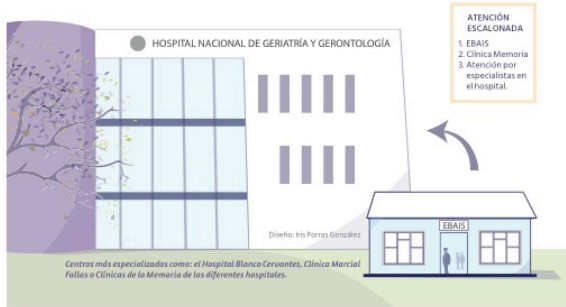 ATENCIÓN
ESCALONADA
1. EBAIS
2. Clínica Memoria
3. Atención por
especialistas en
el hospital.
HOSPITAL NACIONAL DE GERIATRÍA Y GERONTOLOGÍA
EBAIS
Diseño: Iris Porras González
Centros más especializados como: el Hospital Blanco Cervantes, Clínica Marcial
Fallas o Clínicas de la Memoria de los diferentes hospitales.